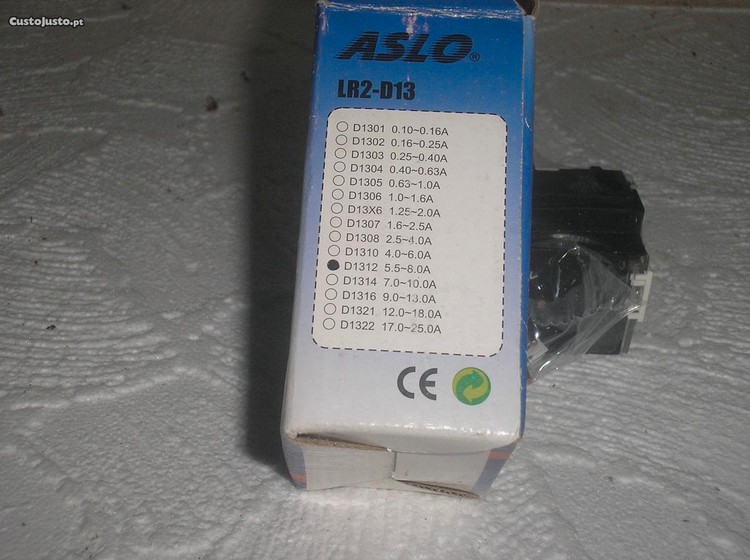 CustoJusto.pt
ASLO®
LR2-D13
D1301 0.10~0.16A
D1302 0.16~0.25A
D1303 0.25~0.40A
D1304 0.40~0.63A
D1305 0.63~1.0A
D1306 1.0~1.6A
D13X6 1.25~2.0A
D1307 1.6~2.5A
D1308 2.5~4.0A
D1310 4.0~6.0A
D1312 5.5~8.0A
D1314 7.0~10.0A
D1316 9.0~13.0A
D1321 12.0~18.0A
D1322 17.0~25.0A
CE